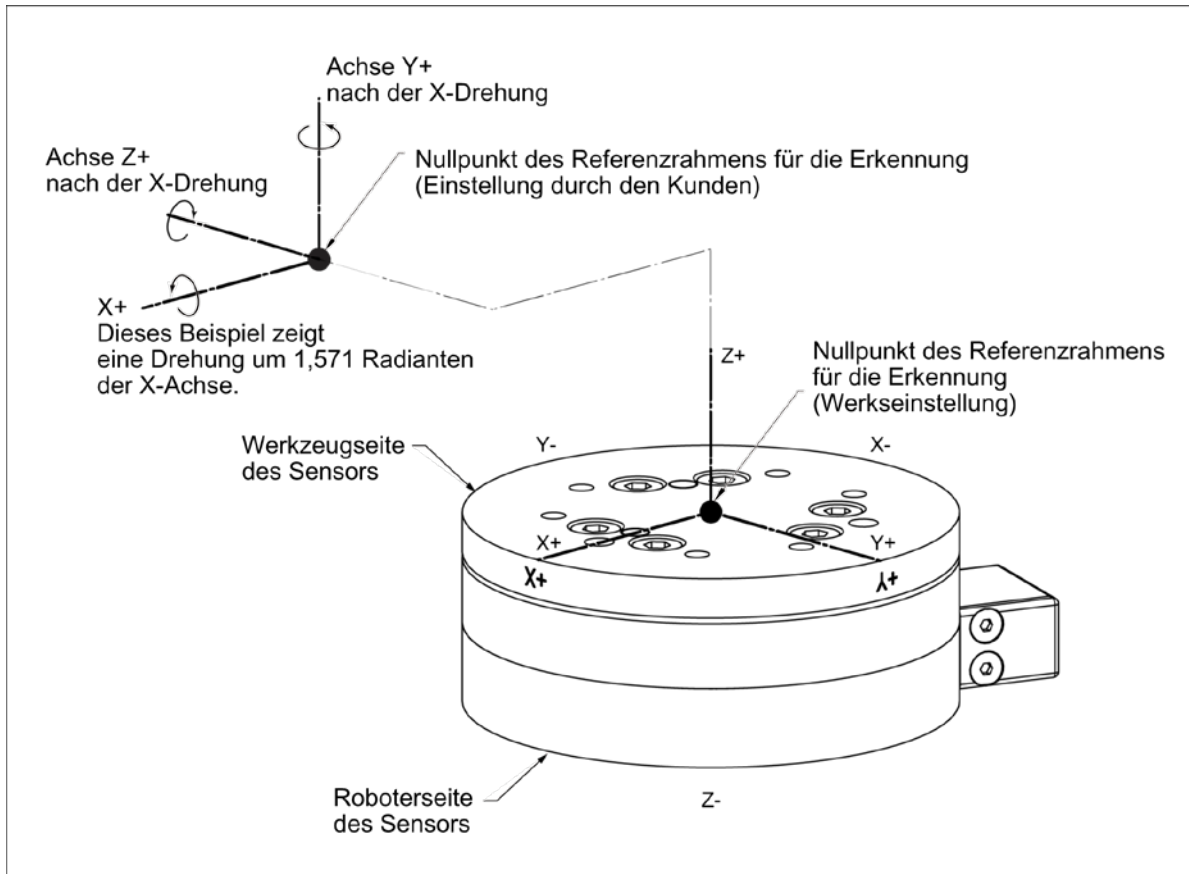 Achse Y+
nach der X-Drehung
Achse Z+
nach der X-Drehung
Nullpunkt des Referenzrahmens für die Erkennung
(Einstellung durch den Kunden)
X+
Dieses Beispiel zeigt
eine Drehung um 1,571 Radianten
der X-Achse.
Z+
Nullpunkt des Referenzrahmens
für die Erkennung
(Werkseinstellung)
Werkzeugseite
des Sensors
Y-
X-
X+
Y+
X+
Y+
Roboterseite
des Sensors
Z-